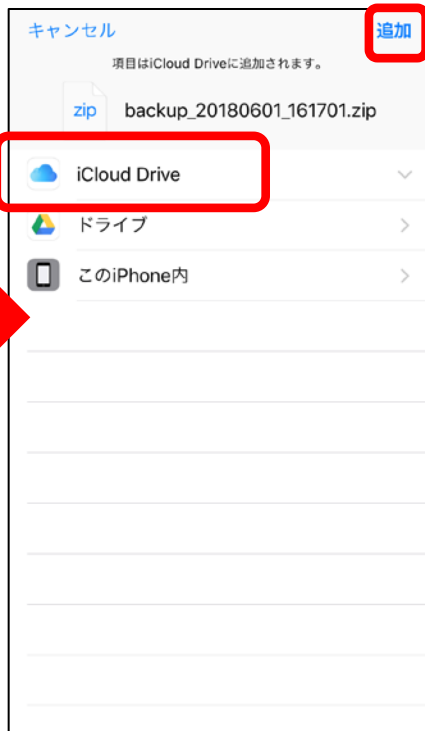 キャンセル 追加
項目はiCloud Driveに追加されます。
zip backup_20180601_161701.zip
iCloud Drive
ドライブ
このiPhone内